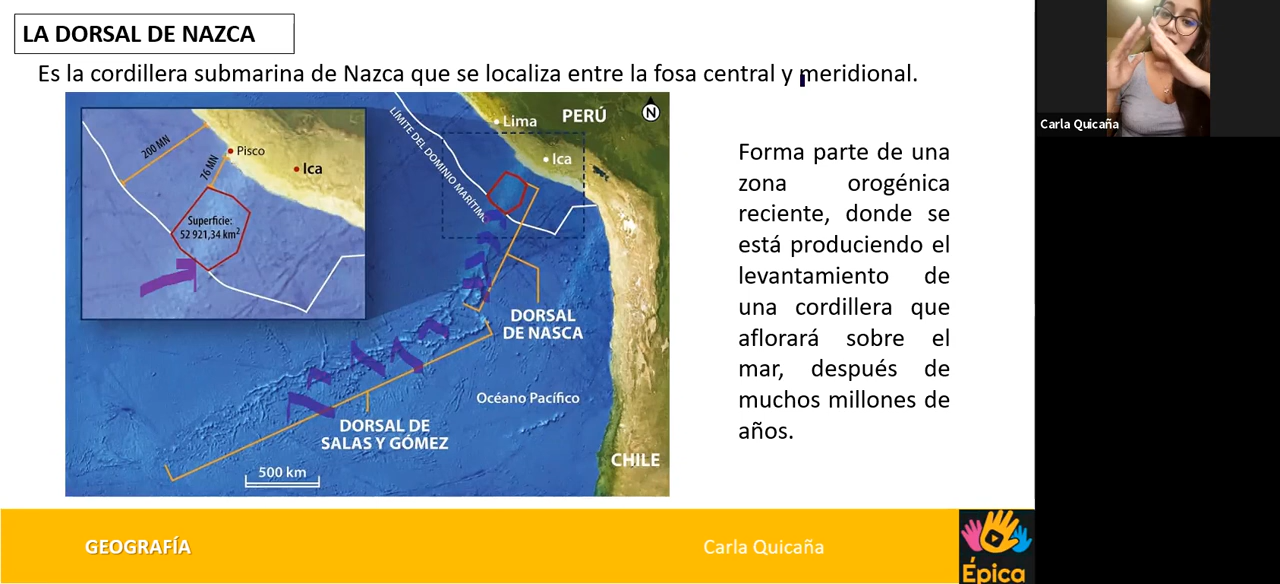 LA DORSAL DE NAZCA
Es la cordillera submarina de Nazca que se localiza entre la fosa central y meridional.
200 MN
76 MN
Pisco
Ica
Superficie:
52 921,34 km²
LÍMITE DEL DOMINIO MARÍTIMO
Lima
PERÚ
N
Ica
DORSAL
DE NASCA
Océano Pacífico
DORSAL DE
SALAS Y GÓMEZ
500 km
CHILE
Forma parte de una
zona orogénica
reciente, donde se
está produciendo el
levantamiento de
una cordillera que
aflorará sobre el
mar, después de
muchos millones de
años.
Carla Quicaña
GEOGRAFÍA
Carla Quicaña
Épica